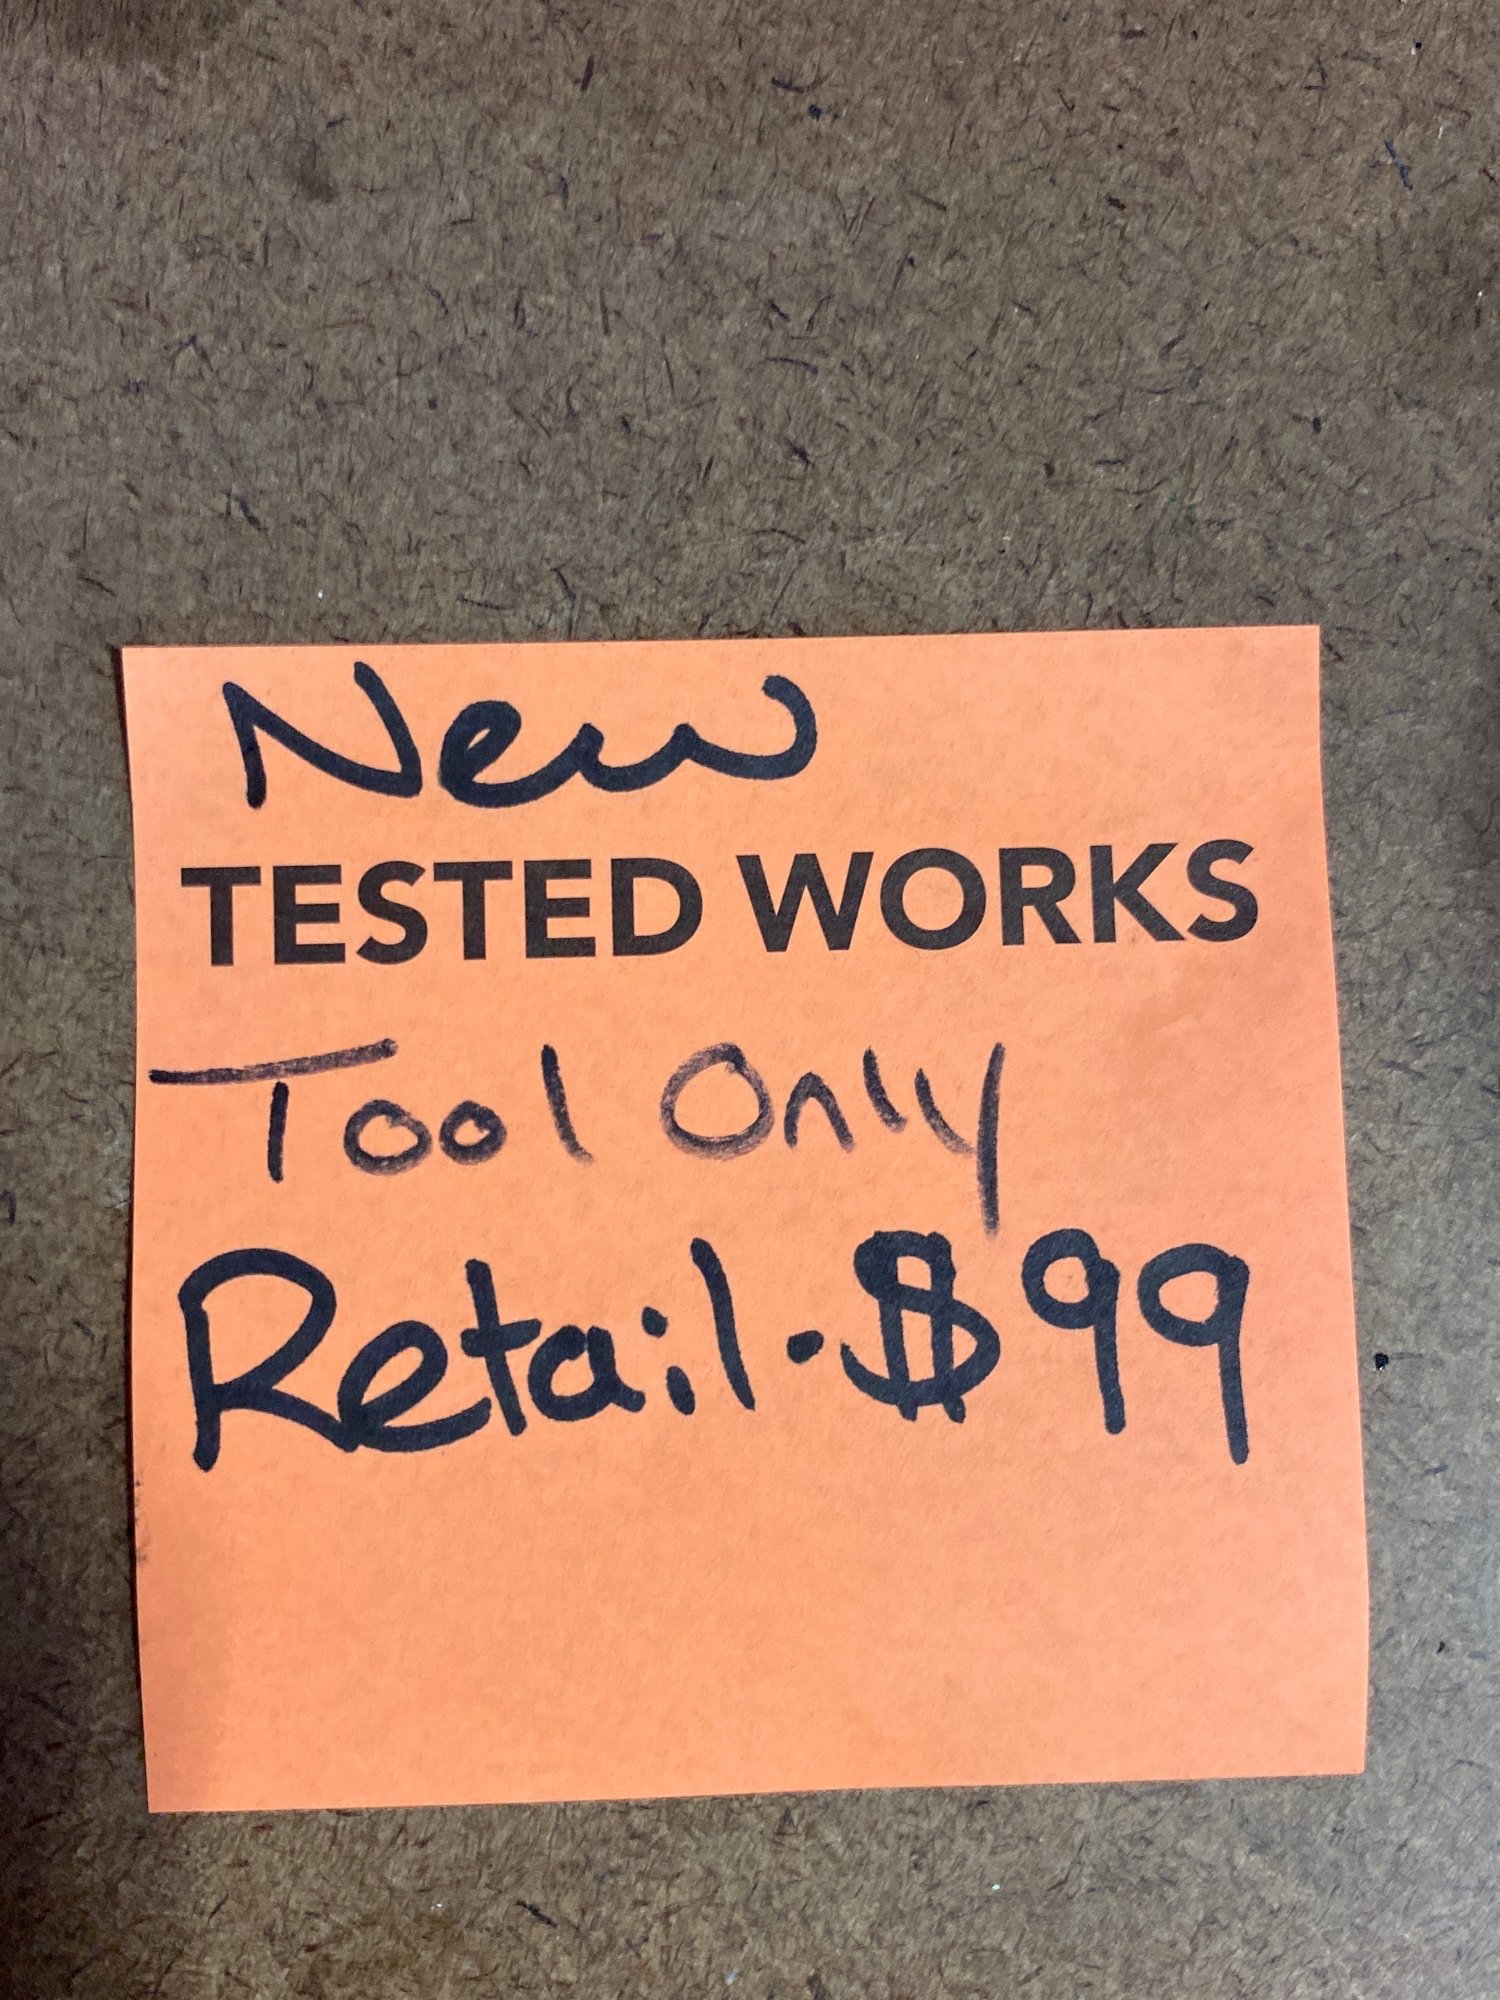 New
TESTED WORKS
Tool Only
Retail·$99